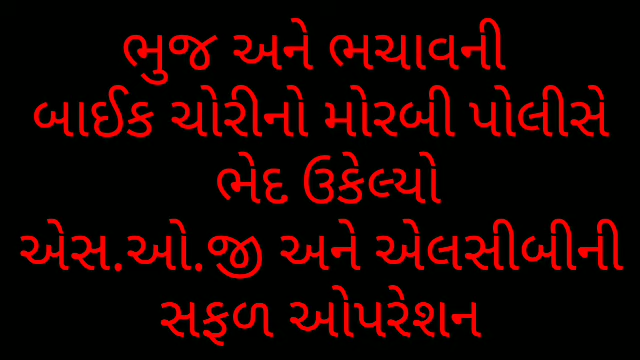 ભુજ અને ભચાવની
બાઈક ચોરીનો મોરબી પોલીસે
ભેદ ઉકેલ્યો
એસ.ઓ.જી અને એલસીબીની
સફળ ઓપરેશન